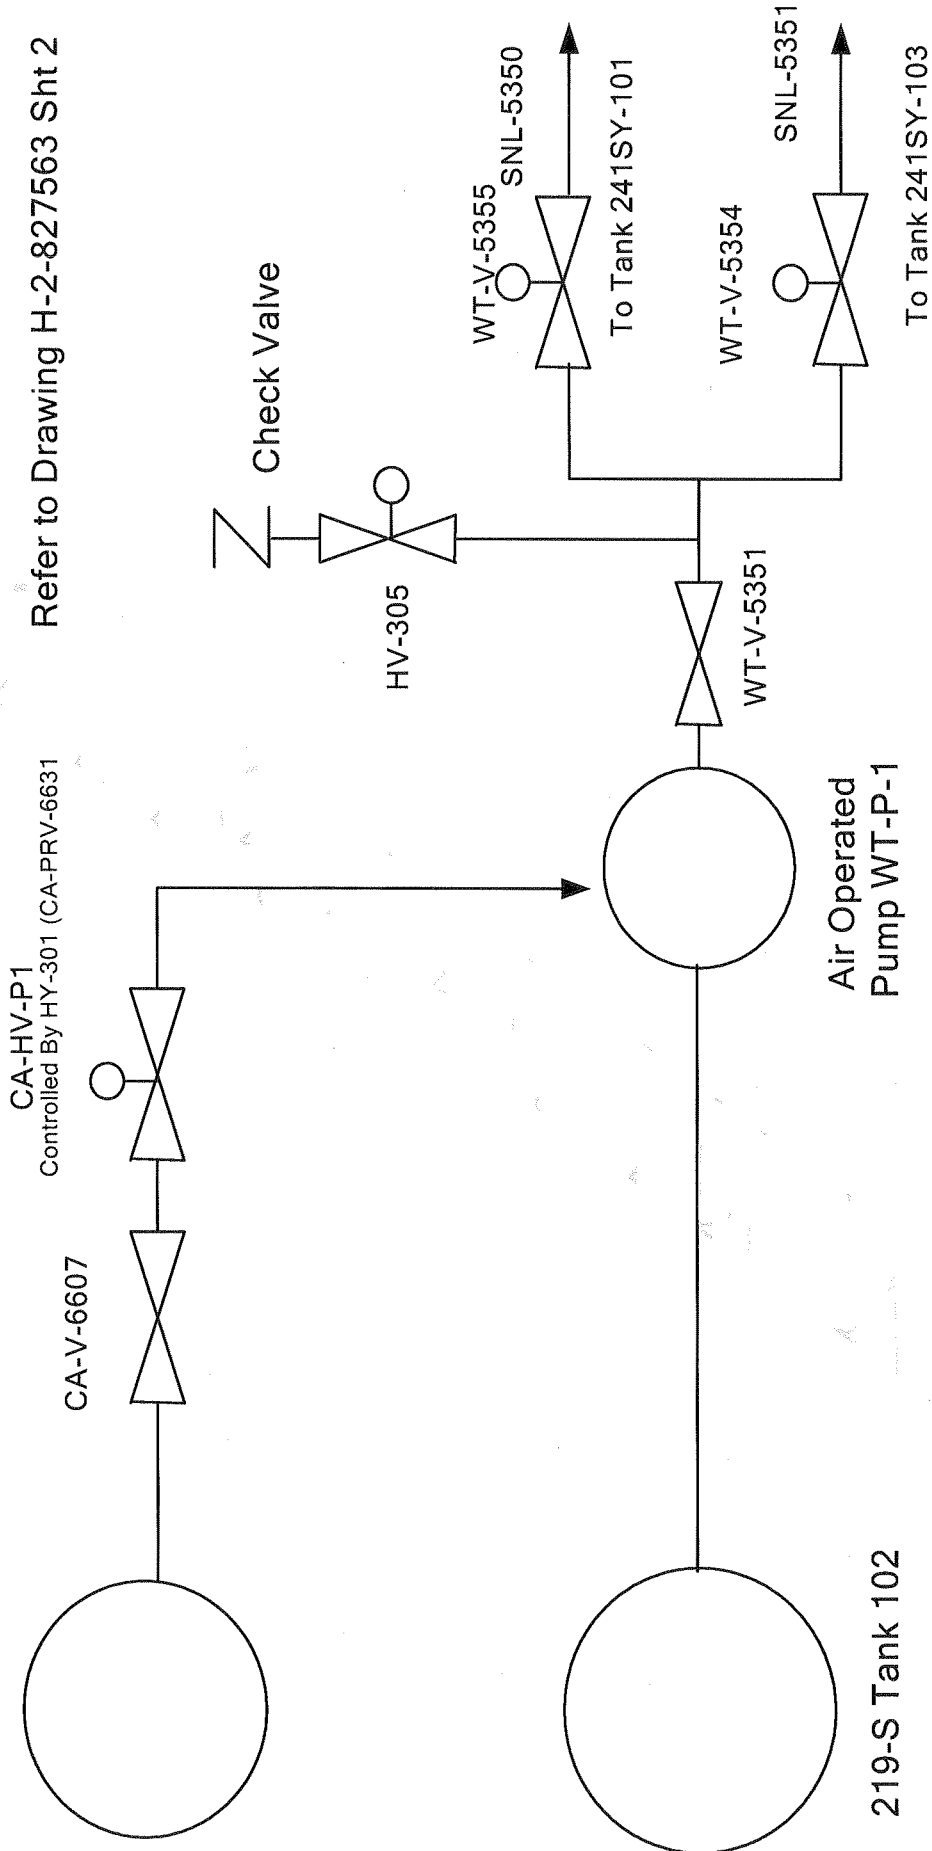 Refer to Drawing H-2-827563 Sht 2
CA-HV-P1
Controlled By HY-301 (CA-PRV-6631
CA-V-6607
Check Valve
HV-305
WT-V-5355
SNL-5350
To Tank 241SY-101
WT-V-5351
WT-V-5354
SNL-5351
To Tank 241SY-103
Air Operated
Pump WT-P-1
219-S Tank 102